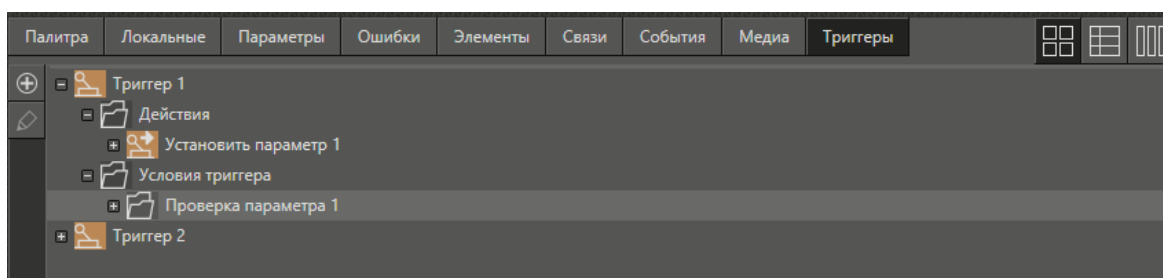 Палитра Локальные Параметры Ошибки Элементы Связи События Медиа Триггеры
Триггер 1
Действия
Установить параметр 1
Условия триггера
Проверка параметра 1
Триггер 2